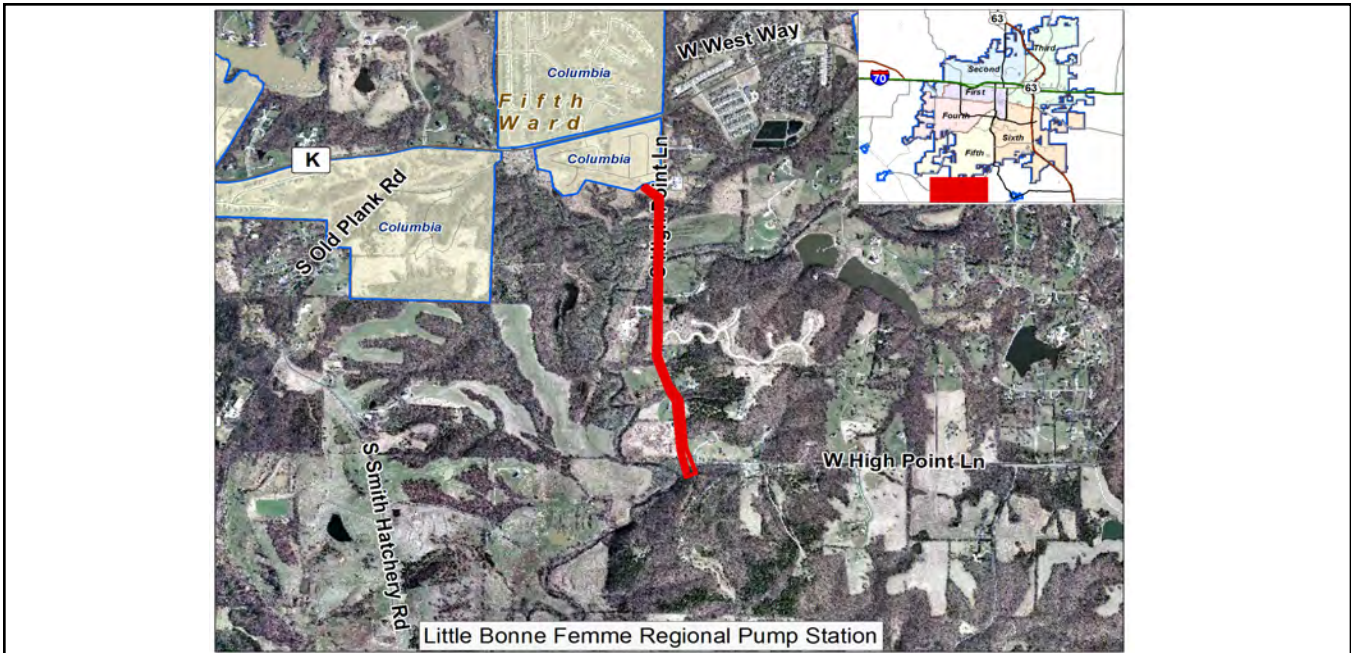 W West Way
Columbia
Fifth
Ward
Columbia
K
S Old Plank Rd
Columbia
S High Point Ln
W High Point Ln
S Smith Hatchery Rd
Little Bonne Femme Regional Pump Station
63
Third
Second
70
First
63
Fourth
Sixth
Fifth